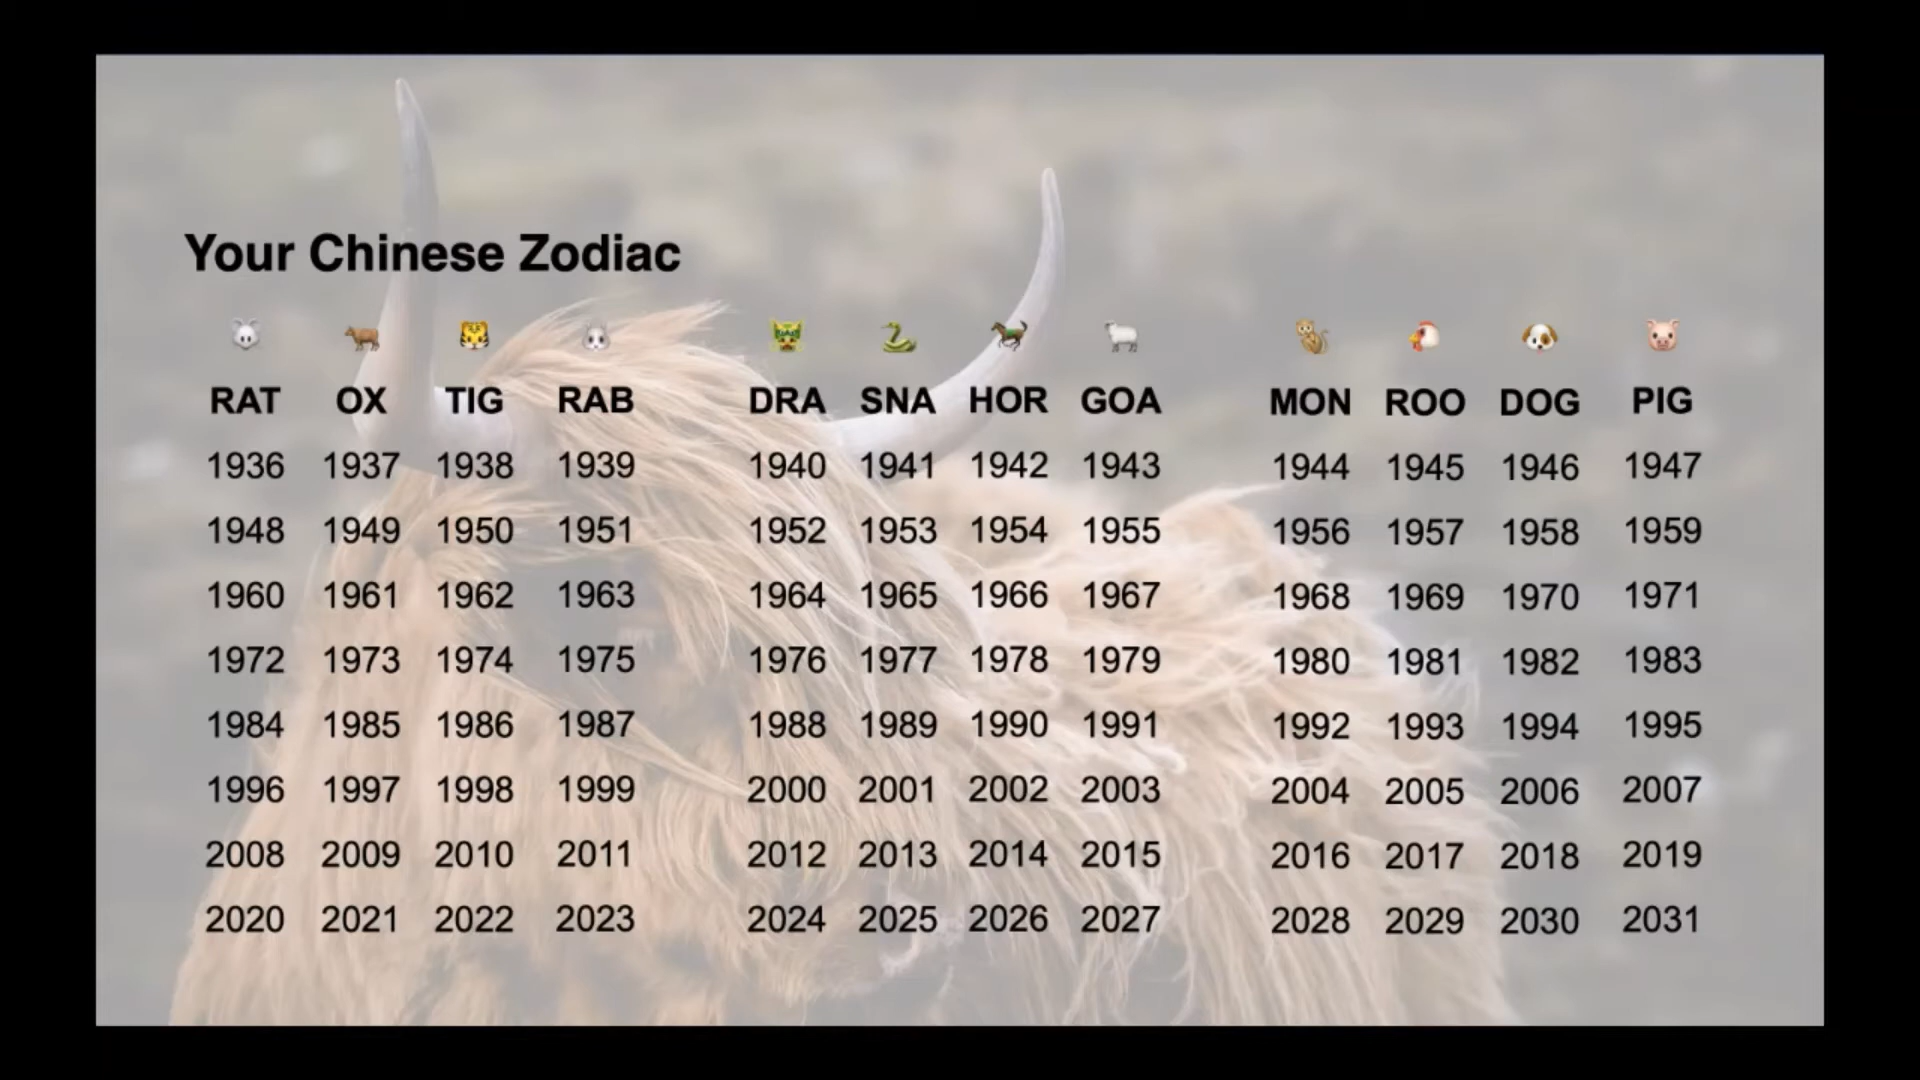 Your Chinese Zodiac
RAT OX TIG RAB DRA SNA HOR GOA MON ROO DOG PIG
1936 1937 1938 1939 1940 1941 1942 1943 1944 1945 1946 1947
1948 1949 1950 1951 1952 1953 1954 1955 1956 1957 1958 1959
1960 1961 1962 1963 1964 1965 1966 1967 1968 1969 1970 1971
1972 1973 1974 1975 1976 1977 1978 1979 1980 1981 1982 1983
1984 1985 1986 1987 1988 1989 1990 1991 1992 1993 1994 1995
1996 1997 1998 1999 2000 2001 2002 2003 2004 2005 2006 2007
2008 2009 2010 2011 2012 2013 2014 2015 2016 2017 2018 2019
2020 2021 2022 2023 2024 2025 2026 2027 2028 2029 2030 2031